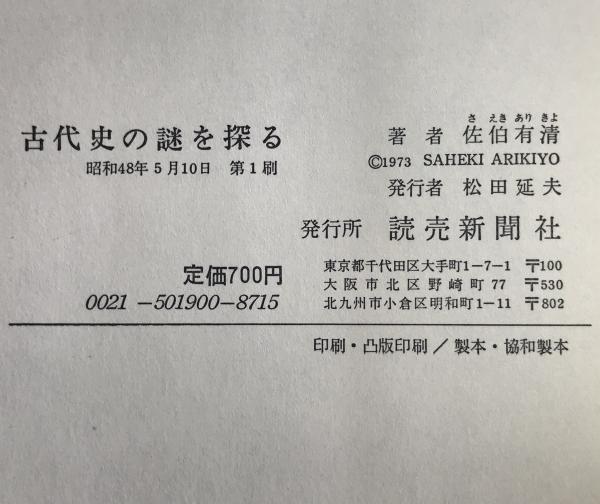 古代史の謎を探る
昭和48年5月10日 第1刷
さえきありきよ
著者 佐伯有清
©1973 SAHEKI ARIKIYO
発行者 松田延夫
発行所 読売新聞社
東京都千代田区大手町1-7-1 〒100
大阪市北区野崎町77 〒530
北九州市小倉区明和町1-11 〒802
定価700円
0021-501900-8715
印刷・凸版印刷/製本・協和製本